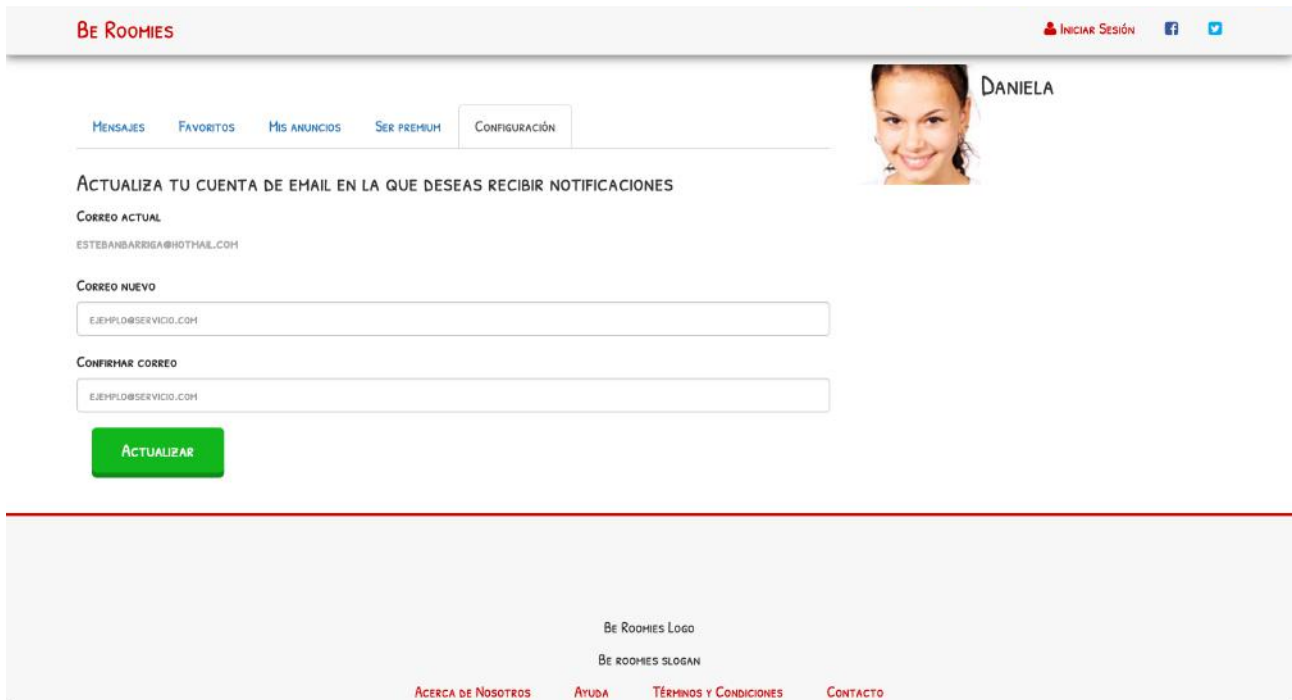 Be Roomies
Iniciar Sesión
Daniela
Mensajes Favoritos Mis anuncios Ser premium Configuración
Actualiza tu cuenta de email en la que deseas recibir notificaciones
Correo actual
estebanbarriga@hotmail.com
Correo nuevo
ejemplo@servicio.com
Confirmar correo
ejemplo@servicio.com
Actualizar
Be Roomies Logo
Be roomies slogan
Acerca de Nosotros Ayuda Términos y Condiciones Contacto